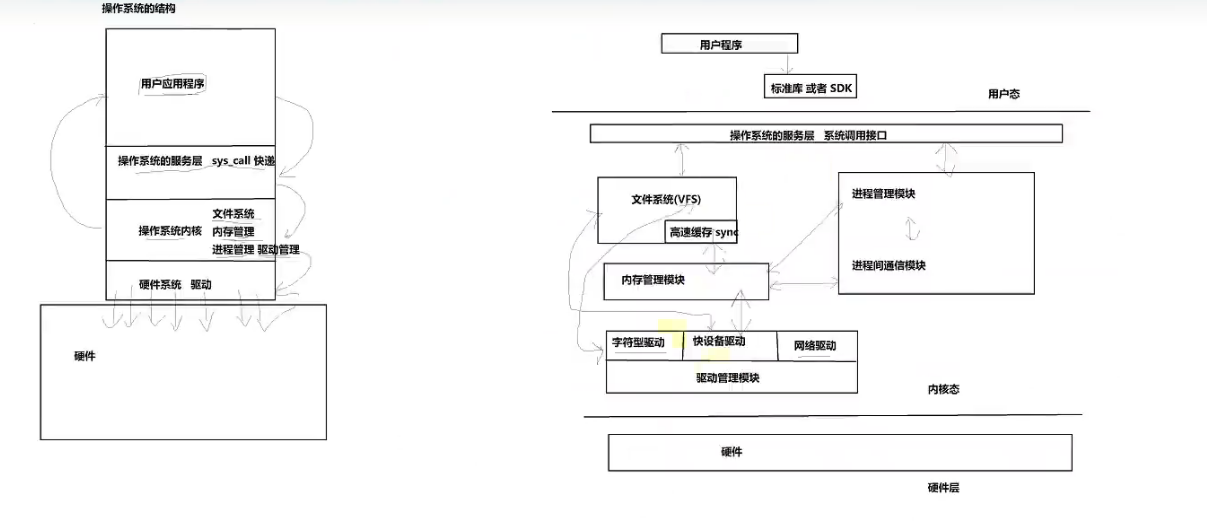 操作系统的结构
用户应用程序
操作系统的服务层 sys_call 快递
操作系统内核
文件系统
内存管理
进程管理 驱动管理
硬件系统 驱动
硬件
用户程序
标准库 或者 SDK
用户态
操作系统的服务层 系统调用接口
文件系统(VFS)
高速缓存 sync
进程管理模块
进程间通信模块
内存管理模块
字符型驱动
快设备驱动
网络驱动
驱动管理模块
内核态
硬件
硬件层